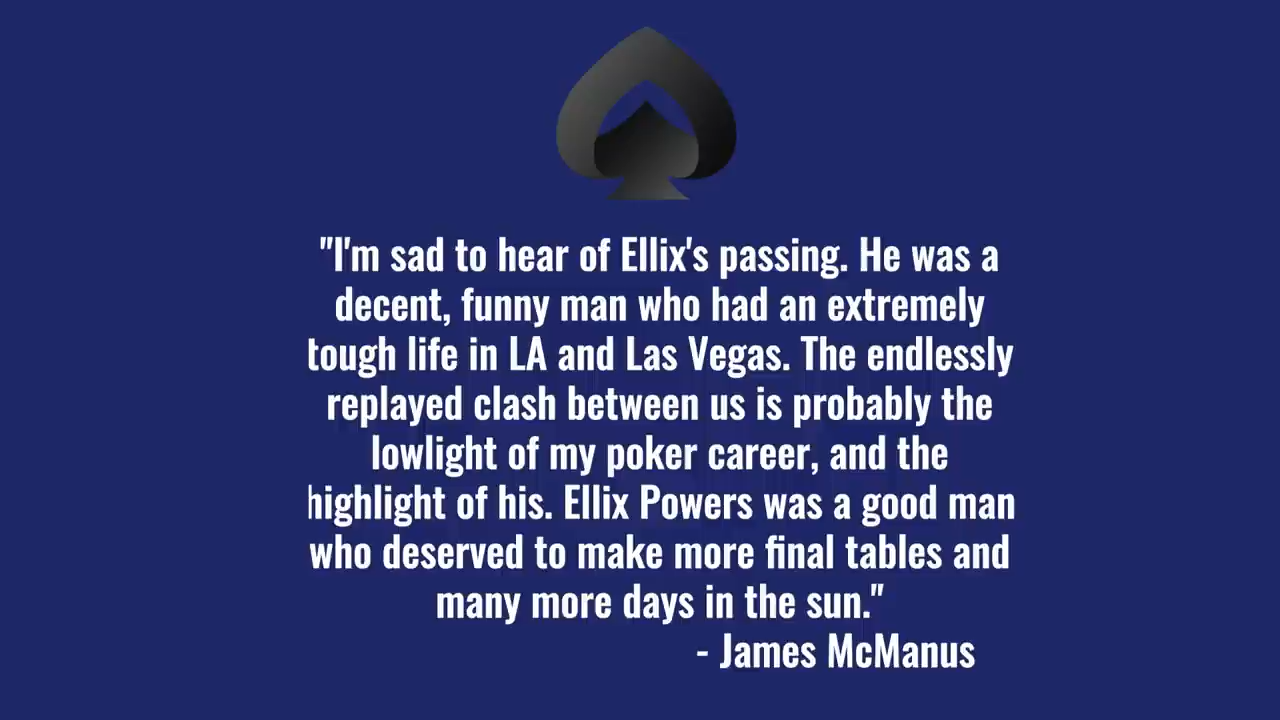 "I'm sad to hear of Ellix's passing. He was a
decent, funny man who had an extremely
tough life in LA and Las Vegas. The endlessly
replayed clash between us is probably the
lowlight of my poker career, and the
highlight of his. Ellix Powers was a good man
who deserved to make more final tables and
many more days in the sun."
- James McManus